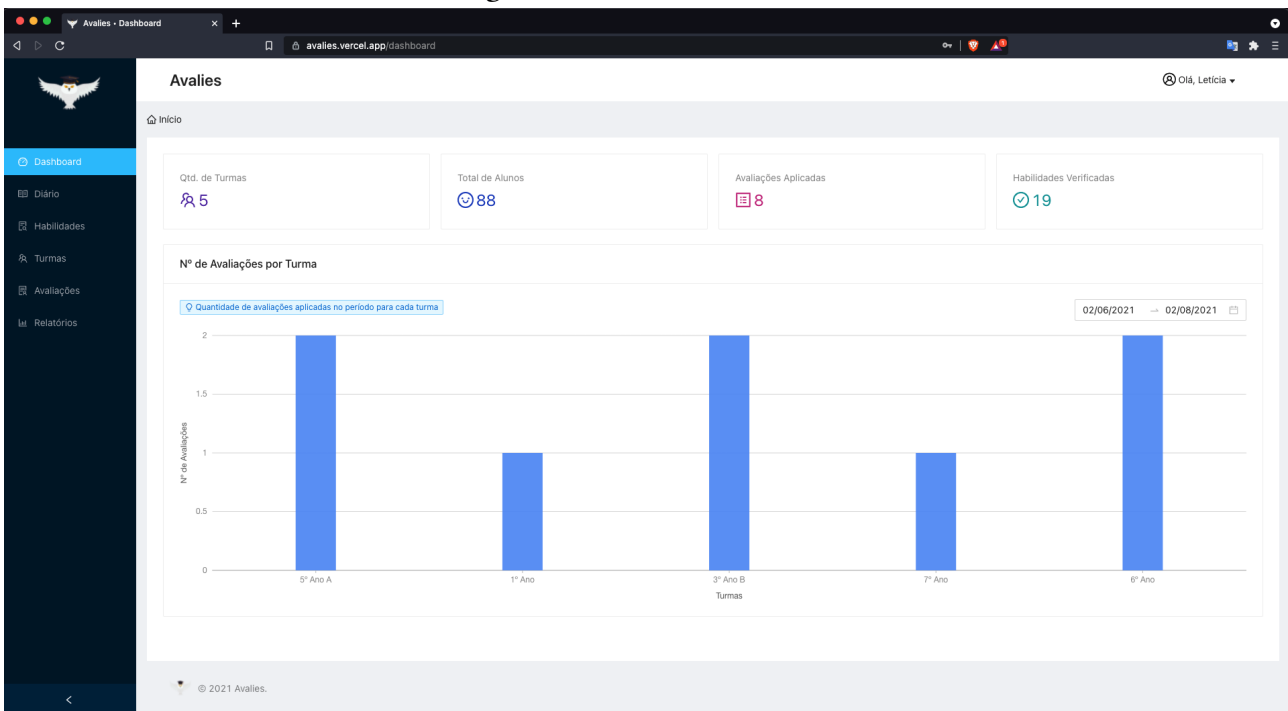 Avalies • Dashboard
avalies.vercel.app/dashboard
Avalies
Olá, Letícia
Início
Dashboard
Diário
Habilidades
Turmas
Avaliações
Relatórios
Qtd. de Turmas
5
Total de Alunos
88
Avaliações Aplicadas
8
Habilidades Verificadas
19
Nº de Avaliações por Turma
Quantidade de avaliações aplicadas no período para cada turma
02/06/2021 → 02/08/2021
2
1.5
1
0.5
0
Nº de Avaliações
5º Ano A 1º Ano 3º Ano B 7º Ano 6º Ano
Turmas
© 2021 Avalies.